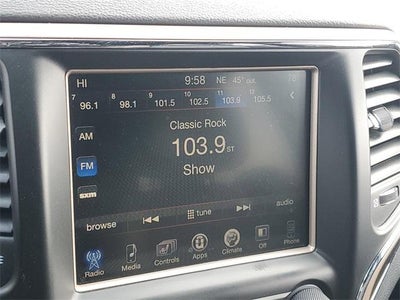 HI 9:58 NE 45° out 72
7 8 9 10 11 12
96.1 98.1 101.5 102.5 103.9 105.5
Classic Rock
AM
103.9 ST
FM
Show
sxm
browse tune audio
Radio Media Controls Apps Climate Off Phone